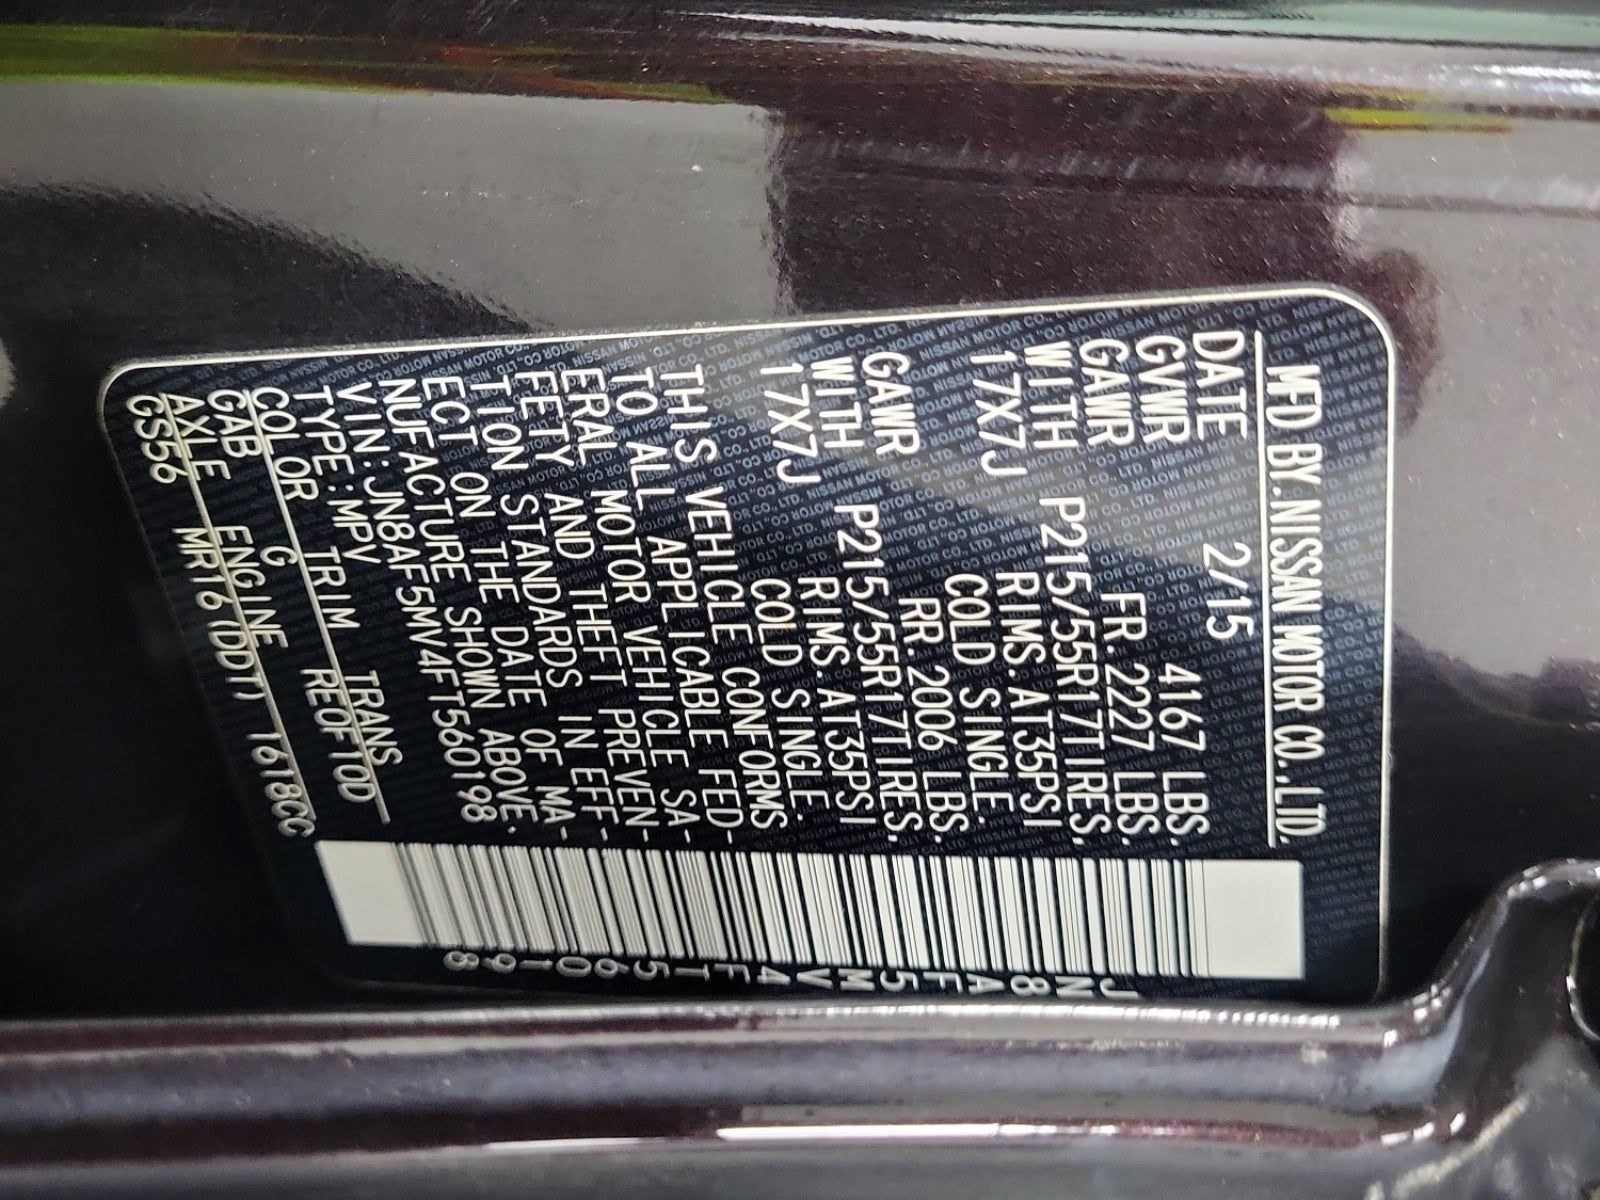 MFD BY. NISSAN MOTOR CO.,LTD.
DATE 2/15
GVWR 4167 LBS.
GAWR FR. 2227 LBS.
WITH P215/55R17TIRES,
17X7J RIMS. AT35PSI
COLD SINGLE.
GAWR RR. 2006 LBS.
WITH P215/55R17TIRES.
17X7J RIMS. AT35PSI
COLD SINGLE.
THIS VEHICLE CONFORMS
TO ALL APPLICABLE FED-
ERAL MOTOR VEHICLE SA-
FETY AND THEFT PREVEN-
TION STANDARDS IN EFF-
ECT ON THE DATE OF MA-
NUFACTURE SHOWN ABOVE.
VIN:JN8AF5MV4FT560198
TYPE:MPV
COLOR TRIM TRANS
GAB G RE0F10D
AXLE ENGINE
GS56 MR16(DDT) 1618CC
JN8AF5MV4FT560198